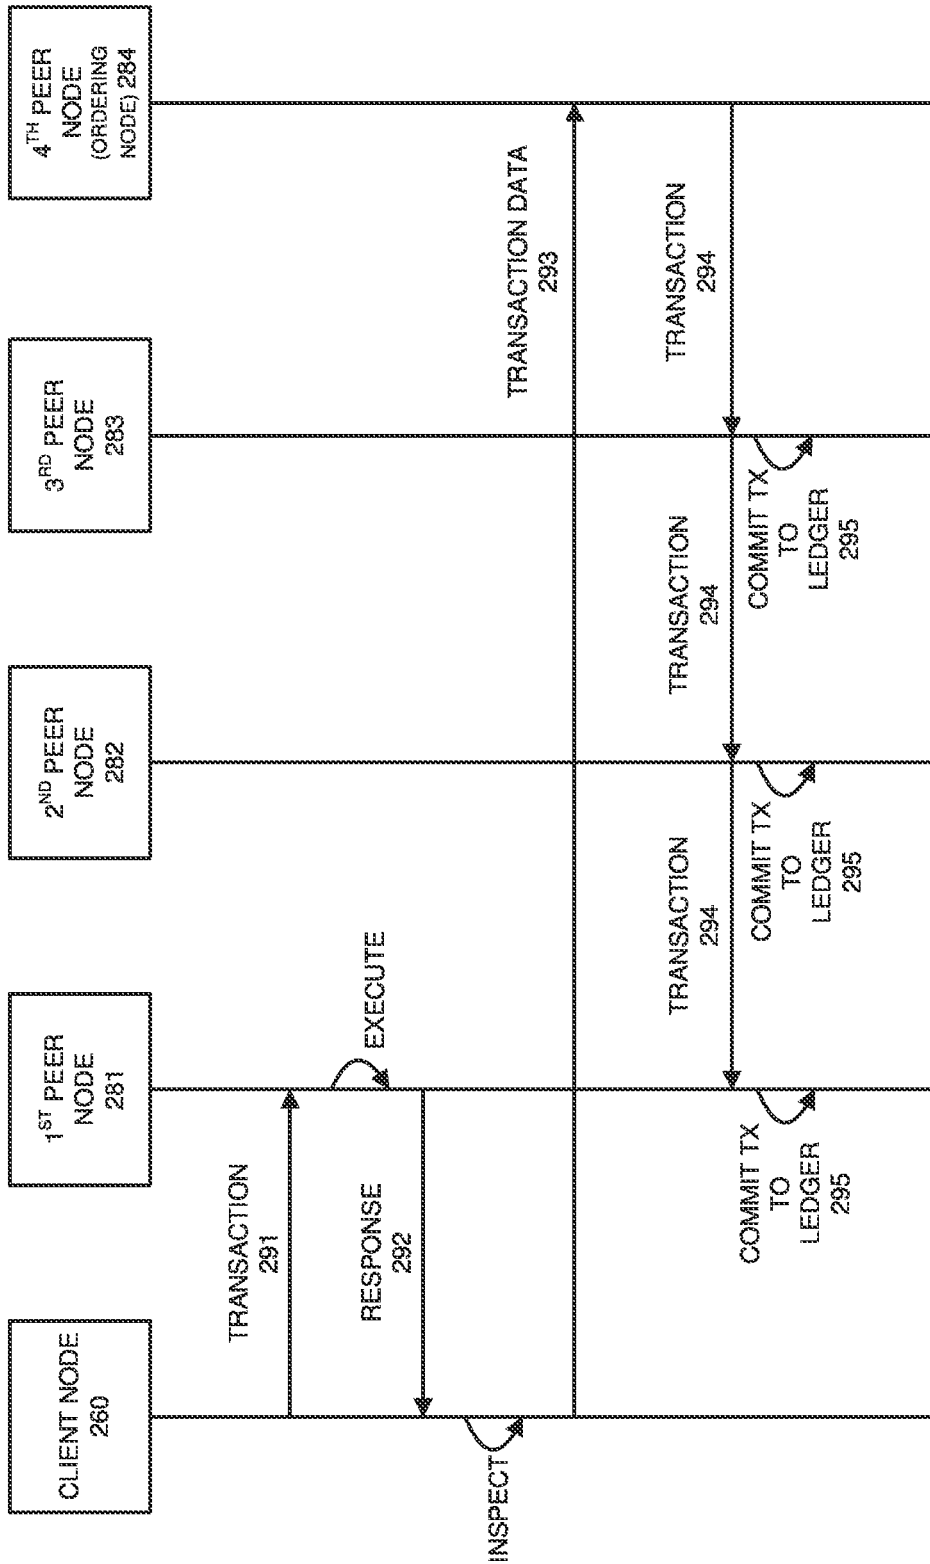 CLIENT NODE
260
1ST PEER
NODE
281
2ND PEER
NODE
282
3RD PEER
NODE
283
4TH PEER
NODE
(ORDERING
NODE) 284
TRANSACTION
291
EXECUTE
RESPONSE
292
INSPECT
TRANSACTION DATA
293
TRANSACTION
294
TRANSACTION
294
TRANSACTION
294
COMMIT TX
TO
LEDGER
295
COMMIT TX
TO
LEDGER
295
COMMIT TX
TO
LEDGER
295